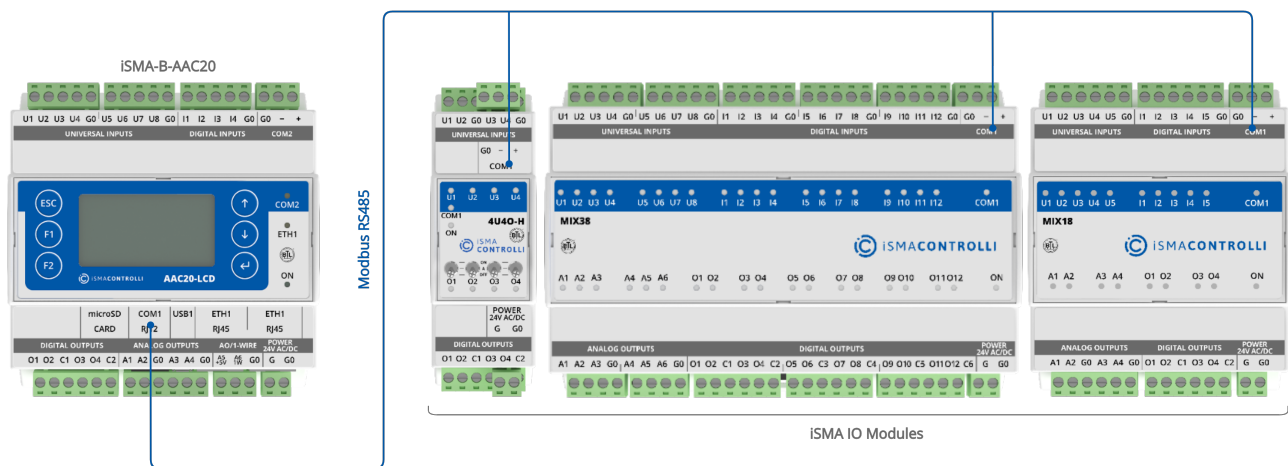 iSMA-B-AAC20
U1 U2 U3 U4 G0 U5 U6 U7 U8 G0 I1 I2 I3 I4 G0 G0 − +
UNIVERSAL INPUTS DIGITAL INPUTS COM2
ESC
F1
F2
iSMACONTROLLI
AAC20-LCD
COM2
ETH1
BTL
ON
microSD COM1 USB1 ETH1 ETH1
CARD RJ12 RJ45 RJ45
DIGITAL OUTPUTS ANALOG OUTPUTS AO/1-WIRE POWER
24V AC/DC
O1 O2 C1 O3 O4 C2 A1 A2 G0 A3 A4 G0 A5 A6 G0 G G0
Modbus RS485
U1 U2 G0 U3 U4 G0
UNIVERSAL INPUTS
G0 − +
COM1
U1 U2 U3 U4
COM1
4U4O-H
ON
BTL
iSMA
CONTROLLI
ON
A
OFF
O1 O2 O3 O4
POWER
24V AC/DC
G G0
DIGITAL OUTPUTS
O1 O2 C1 O3 O4 C2
U1 U2 U3 U4 G0 U5 U6 U7 U8 G0 I1 I2 I3 I4 G0 I5 I6 I7 I8 G0 I9 I10 I11 I12 G0 G0 − +
UNIVERSAL INPUTS DIGITAL INPUTS COM1
U1 U2 U3 U4 U5 U6 U7 U8 I1 I2 I3 I4 I5 I6 I7 I8 I9 I10 I11 I12 COM1
MIX38
BTL
iSMACONTROLLI
A1 A2 A3 A4 A5 A6 O1 O2 O3 O4 O5 O6 O7 O8 O9 O10 O11 O12 ON
ANALOG OUTPUTS DIGITAL OUTPUTS POWER
24V AC/DC
A1 A2 A3 G0 A4 A5 A6 G0 O1 O2 C1 O3 O4 C2 O5 O6 C3 O7 O8 C4 O9 O10 C5 O11 O12 C6 G G0
U1 U2 U3 U4 U5 G0 I1 I2 I3 I4 I5 G0 G0 − +
UNIVERSAL INPUTS DIGITAL INPUTS COM1
U1 U2 U3 U4 U5 I1 I2 I3 I4 I5 COM1
MIX18
BTL
iSMACONTROLLI
A1 A2 A3 A4 O1 O2 O3 O4 ON
ANALOG OUTPUTS DIGITAL OUTPUTS POWER
24V AC/DC
A1 A2 G0 A3 A4 G0 O1 O2 C1 O3 O4 C2 G G0
iSMA IO Modules